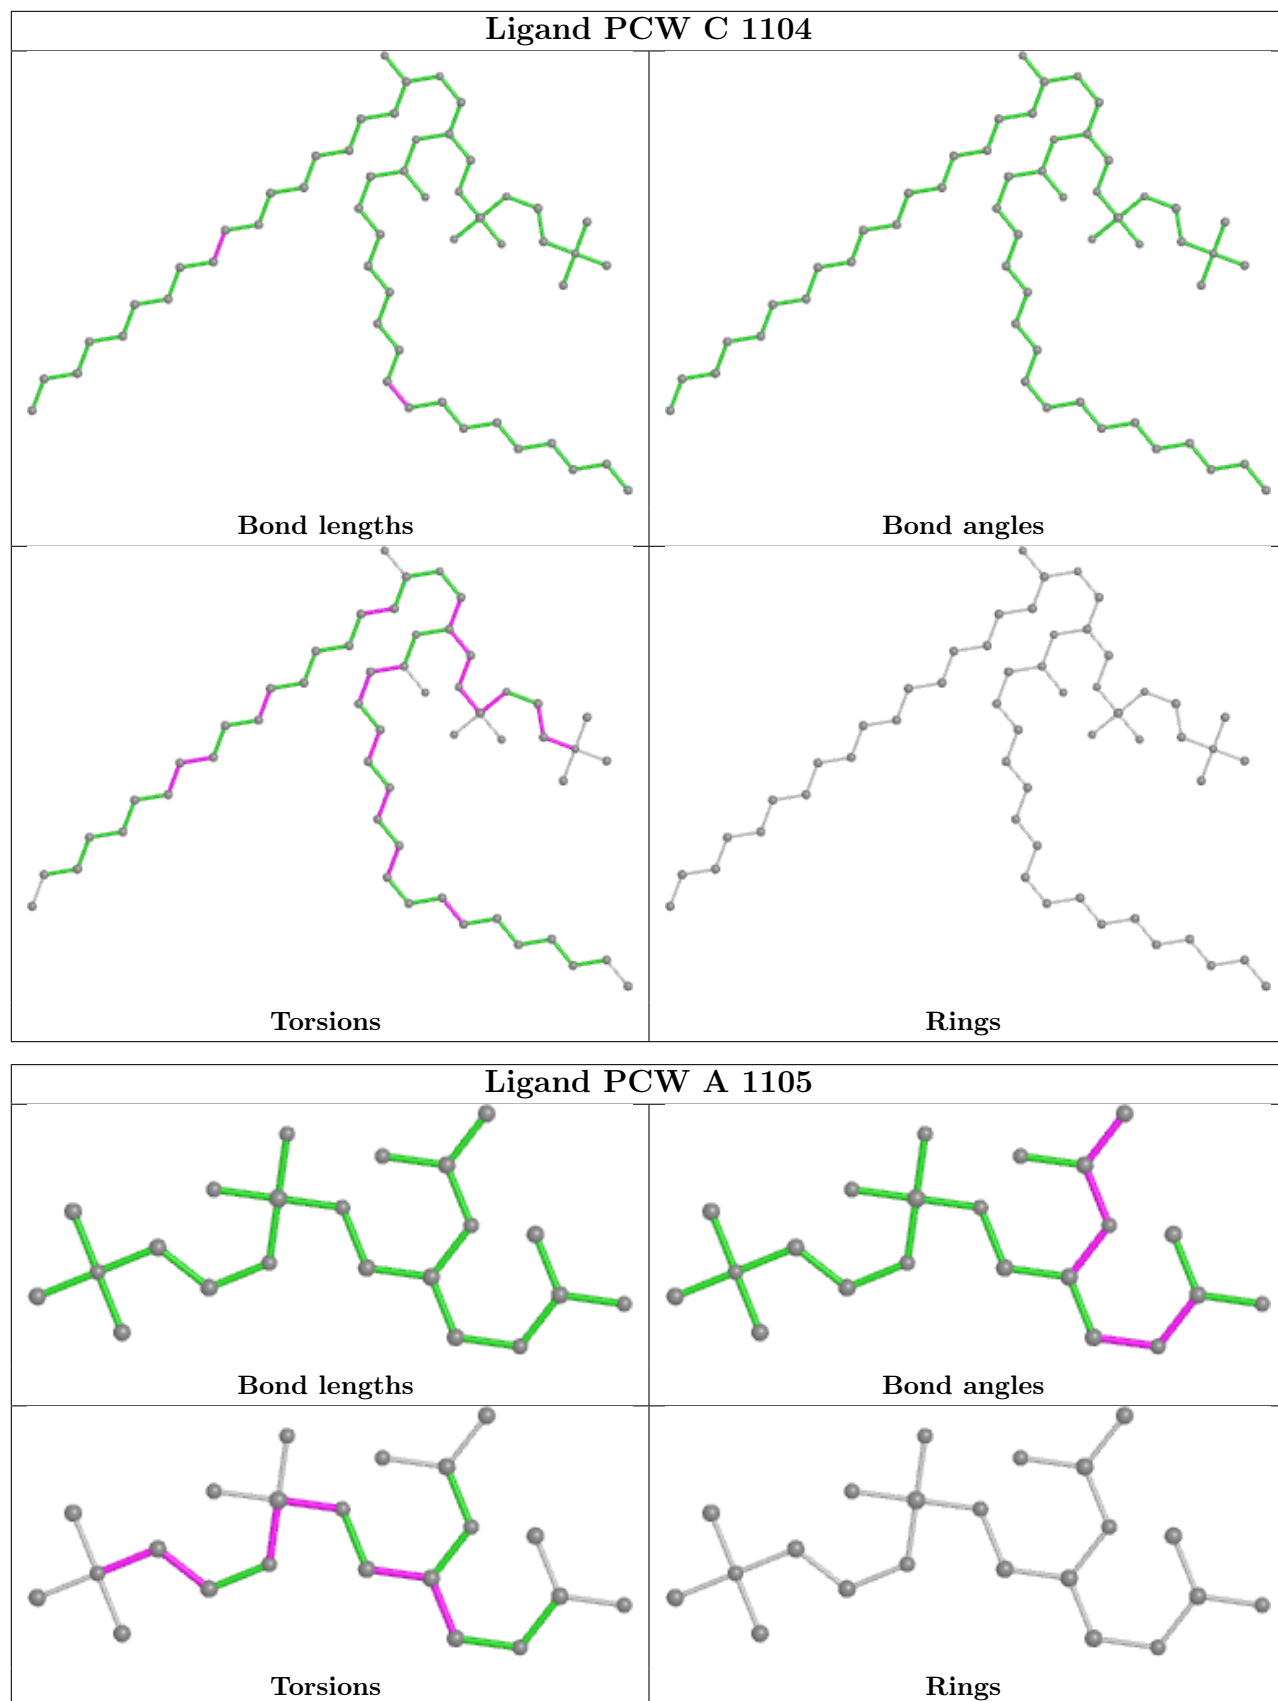 Ligand PCW C 1104
Bond lengths
Bond angles
Torsions
Rings
Ligand PCW A 1105
Bond lengths
Bond angles
Torsions
Rings